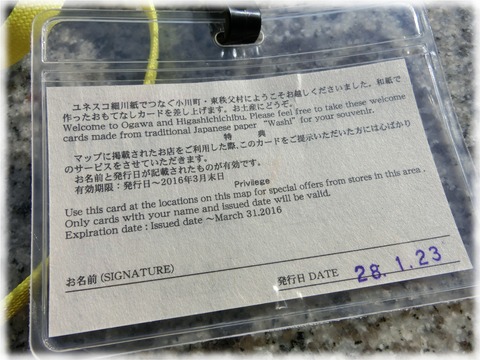 ユネスコ細川紙でつなぐ小川町・東秩父村にようこそお越しくださいました。和紙で
作ったおもてなしカードを差し上げます。お土産にどうぞ。
Welcome to Ogawa and Higashichichibu. Please feel free to take these welcome
cards made from traditional Japanese paper "Washi" for your souvenir.
特 典
マップに掲載されたお店をご利用した際、このカードをご提示いただいた方には心ばかり
のサービスをさせていただきます。
お名前と発行日が記載されたものが有効です。
有効期限：発行日～2016年3月末日
Privilege
Use this card at the locations on this map for special offers from stores in this area.
Only cards with your name and issued date will be valid.
Expiration date : Issued date ～March 31.2016
お名前 (SIGNATURE)
発行日 DATE 28.1.23